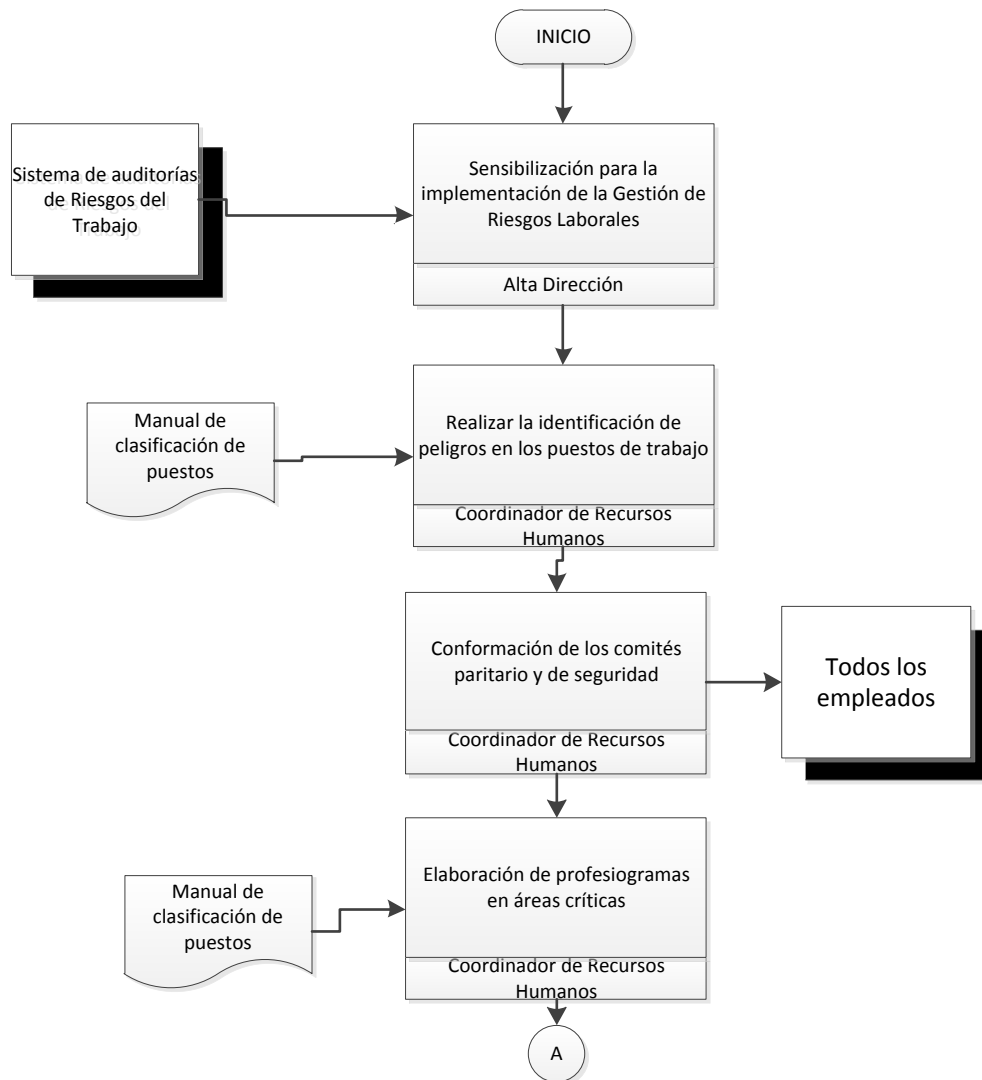 INICIO
Sistema de auditorías
de Riesgos del
Trabajo
Sensibilización para la
implementación de la Gestión de
Riesgos Laborales
Alta Dirección
Manual de
clasificación de
puestos
Realizar la identificación de
peligros en los puestos de trabajo
Coordinador de Recursos
Humanos
Conformación de los comités
paritario y de seguridad
Coordinador de Recursos
Humanos
Todos los
empleados
Manual de
clasificación de
puestos
Elaboración de profesiogramas
en áreas críticas
Coordinador de Recursos
Humanos
A